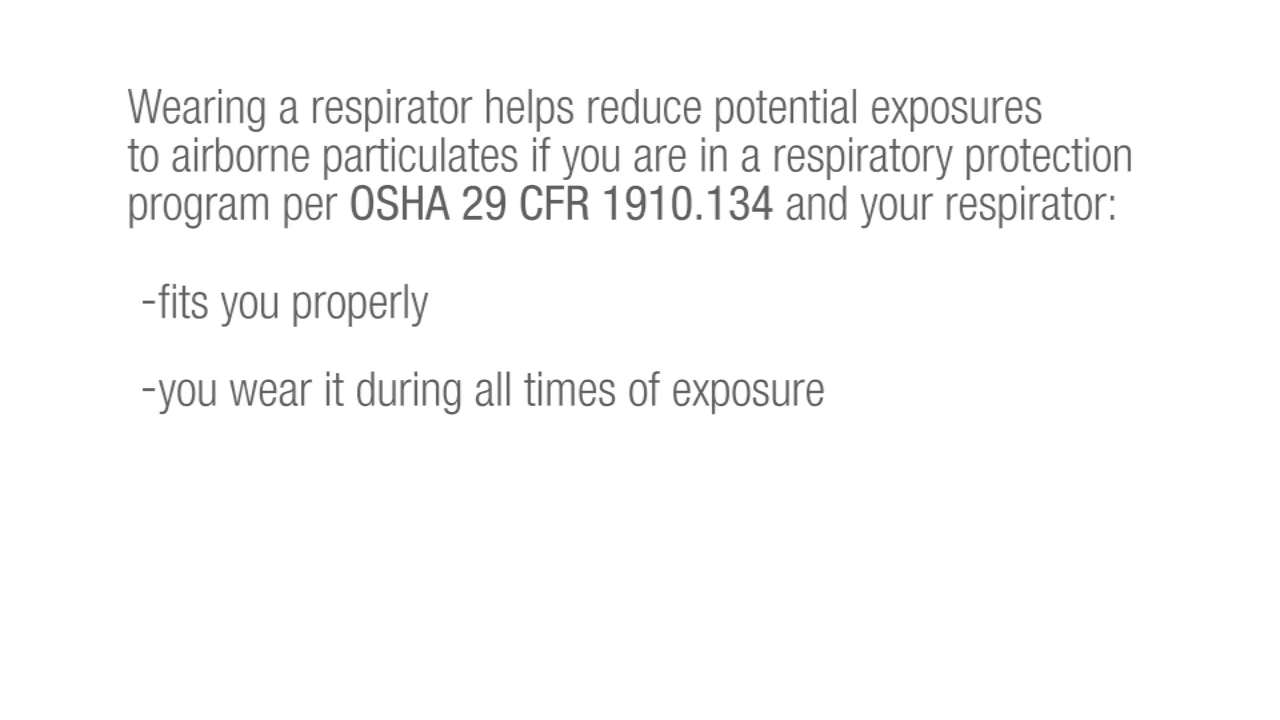 Wearing a respirator helps reduce potential exposures
to airborne particulates if you are in a respiratory protection
program per OSHA 29 CFR 1910.134 and your respirator:
-fits you properly
-you wear it during all times of exposure